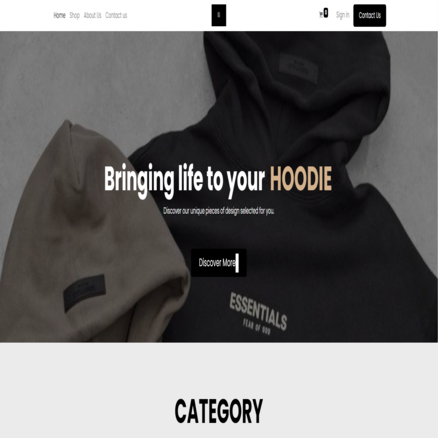 Home Shop About Us Contact us
0 Sign In Contact Us
Bringing life to your HOODIE
Discover our unique pieces of design selected for you.
Discover More
ESSENTIALS
FEAR OF GOD
CATEGORY